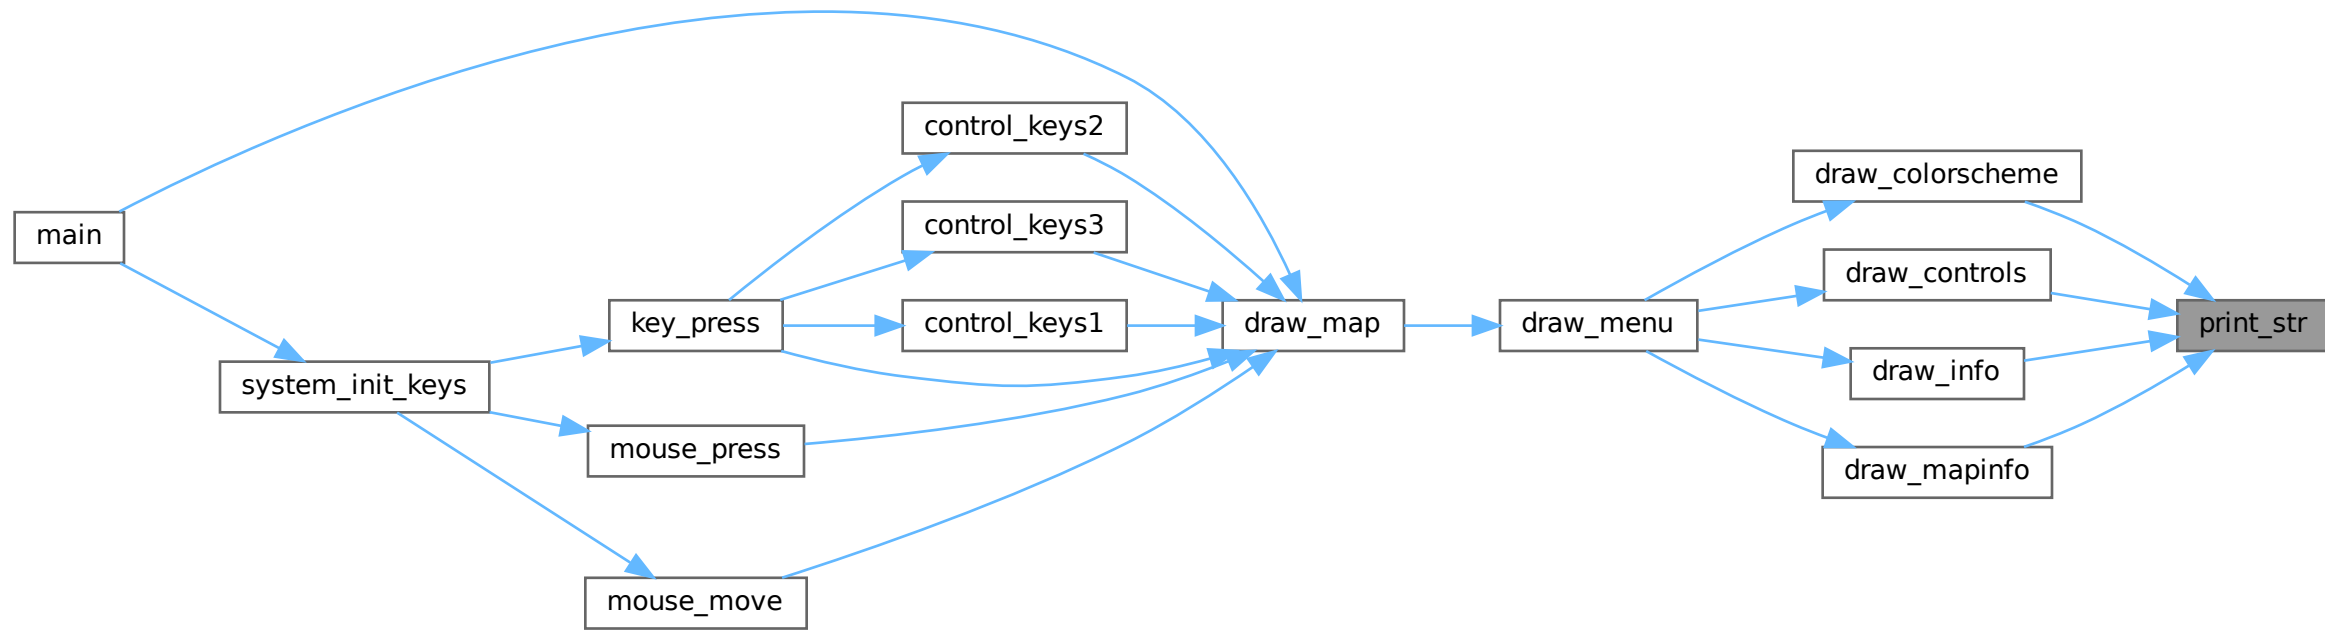 main
system_init_keys
key_press
mouse_press
mouse_move
control_keys2
control_keys3
control_keys1
draw_map
draw_menu
draw_colorscheme
draw_controls
draw_info
draw_mapinfo
print_str